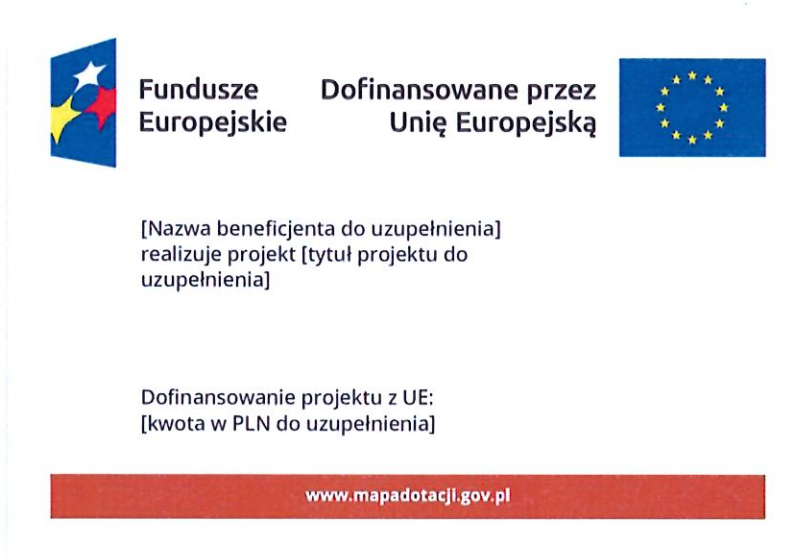 Fundusze
Europejskie
Dofinansowane przez
Unię Europejską
[Nazwa beneficjenta do uzupełnienia]
realizuje projekt [tytuł projektu do
uzupełnienia]
Dofinansowanie projektu z UE:
[kwota w PLN do uzupełnienia]
www.mapadotacji.gov.pl